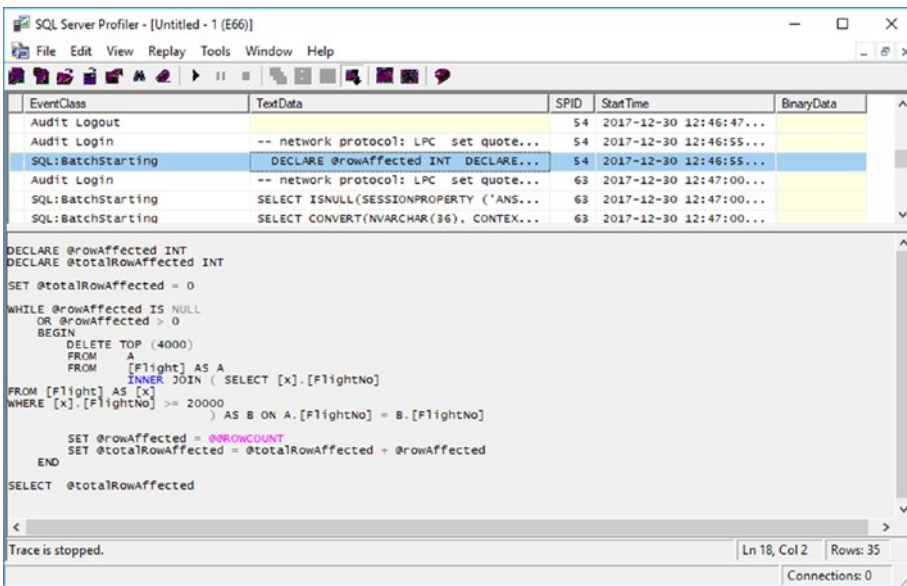 SQL Server Profiler - [Untitled - 1 (E66)]
File Edit View Replay Tools Window Help
EventClass TextData SPID StartTime BinaryData
Audit Logout 54 2017-12-30 12:46:47...
Audit Login -- network protocol: LPC set quote... 54 2017-12-30 12:46:55...
SQL:BatchStarting DECLARE @rowAffected INT DECLARE... 54 2017-12-30 12:46:55...
Audit Login -- network protocol: LPC set quote... 63 2017-12-30 12:47:00...
SQL:BatchStarting SELECT ISNULL(SESSIONPROPERTY ('ANS... 63 2017-12-30 12:47:00...
SQL:BatchStarting SELECT CONVERT(NVARCHAR(36), CONTEX... 63 2017-12-30 12:47:00...
DECLARE @rowAffected INT
DECLARE @totalRowAffected INT
SET @totalRowAffected = 0
WHILE @rowAffected IS NULL
OR @rowAffected > 0
BEGIN
DELETE TOP (4000)
FROM A
FROM [Flight] AS A
INNER JOIN ( SELECT [x].[FlightNo]
FROM [Flight] AS [x]
WHERE [x].[FlightNo] >= 20000
) AS B ON A.[FlightNo] = B.[FlightNo]
SET @rowAffected = @@ROWCOUNT
SET @totalRowAffected = @totalRowAffected + @rowAffected
END
SELECT @totalRowAffected
Trace is stopped. Ln 18, Col 2 Rows: 35
Connections: 0